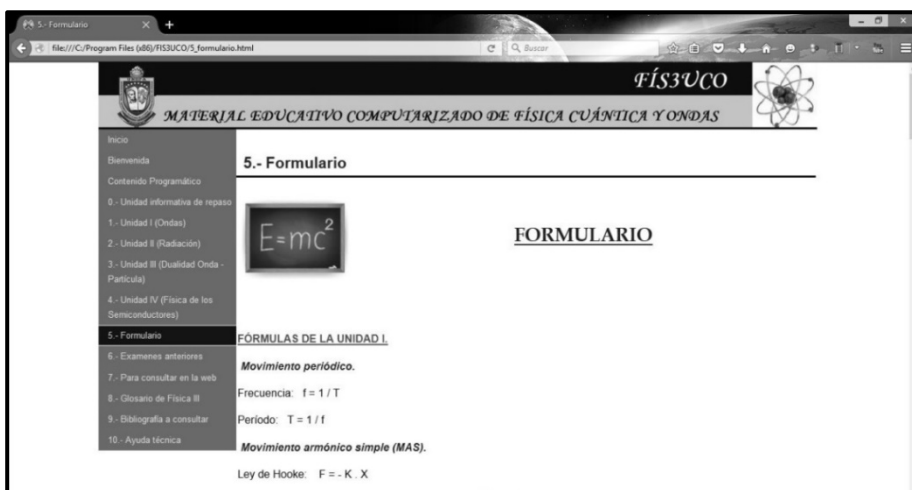 5.- Formulario
file:///C:/Program Files (x86)/FIS3UCO/5_formulario.html
Buscar
FÍS3UCO
MATERIAL EDUCATIVO COMPUTARIZADO DE FÍSICA CUÁNTICA Y ONDAS
Inicio
Bienvenida
Contenido Programático
0.- Unidad informativa de repaso
1.- Unidad I (Ondas)
2.- Unidad II (Radiación)
3.- Unidad III (Dualidad Onda -
Partícula)
4.- Unidad IV (Física de los
Semiconductores)
5.- Formulario
6.- Examenes anteriores
7.- Para consultar en la web
8.- Glosario de Física III
9.- Bibliografía a consultar
10.- Ayuda técnica
5.- Formulario
E=mc²
FORMULARIO
FÓRMULAS DE LA UNIDAD I.
Movimiento periódico.
Frecuencia: f = 1 / T
Período: T = 1 / f
Movimiento armónico simple (MAS).
Ley de Hooke: F = - K . X